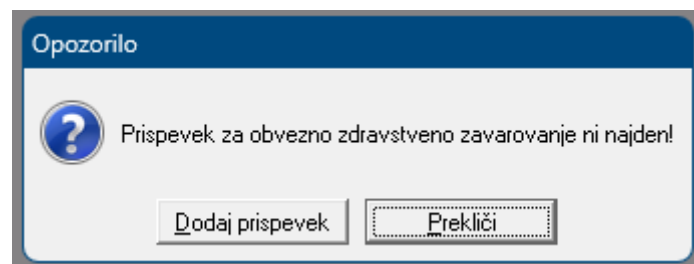 Opozorilo
Prispevek za obvezno zdravstveno zavarovanje ni najden!
Dodaj prispevek
Prekliči